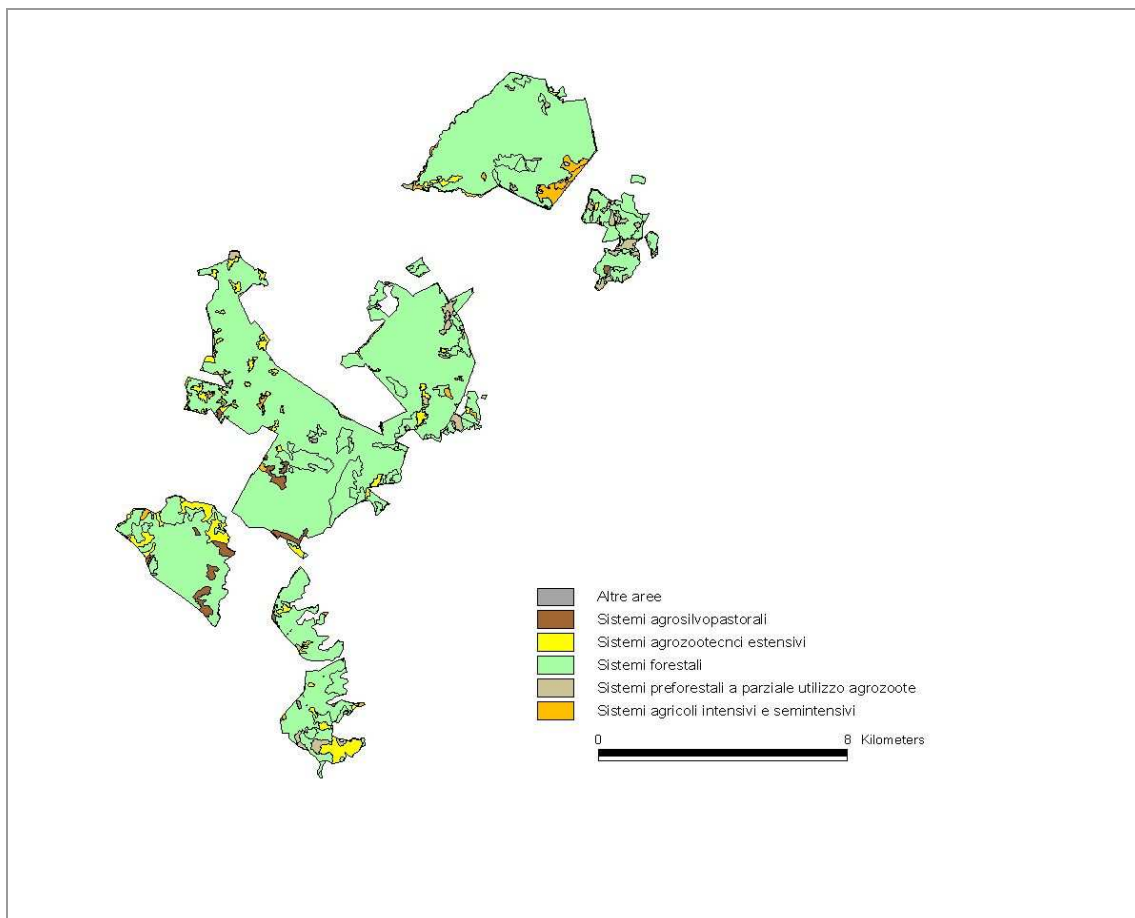 Altre aree
Sistemi agrosilvopastorali
Sistemi agrozootecnci estensivi
Sistemi forestali
Sistemi preforestali a parziale utilizzo agrozoote
Sistemi agricoli intensivi e semintensivi
0 8 Kilometers